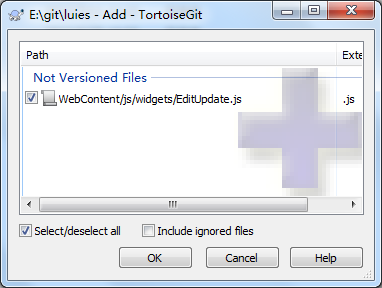 E:\git\luies - Add - TortoiseGit
Path Exte
Not Versioned Files
WebContent/js/widgets/EditUpdate.js .js
Select/deselect all Include ignored files
OK Cancel Help